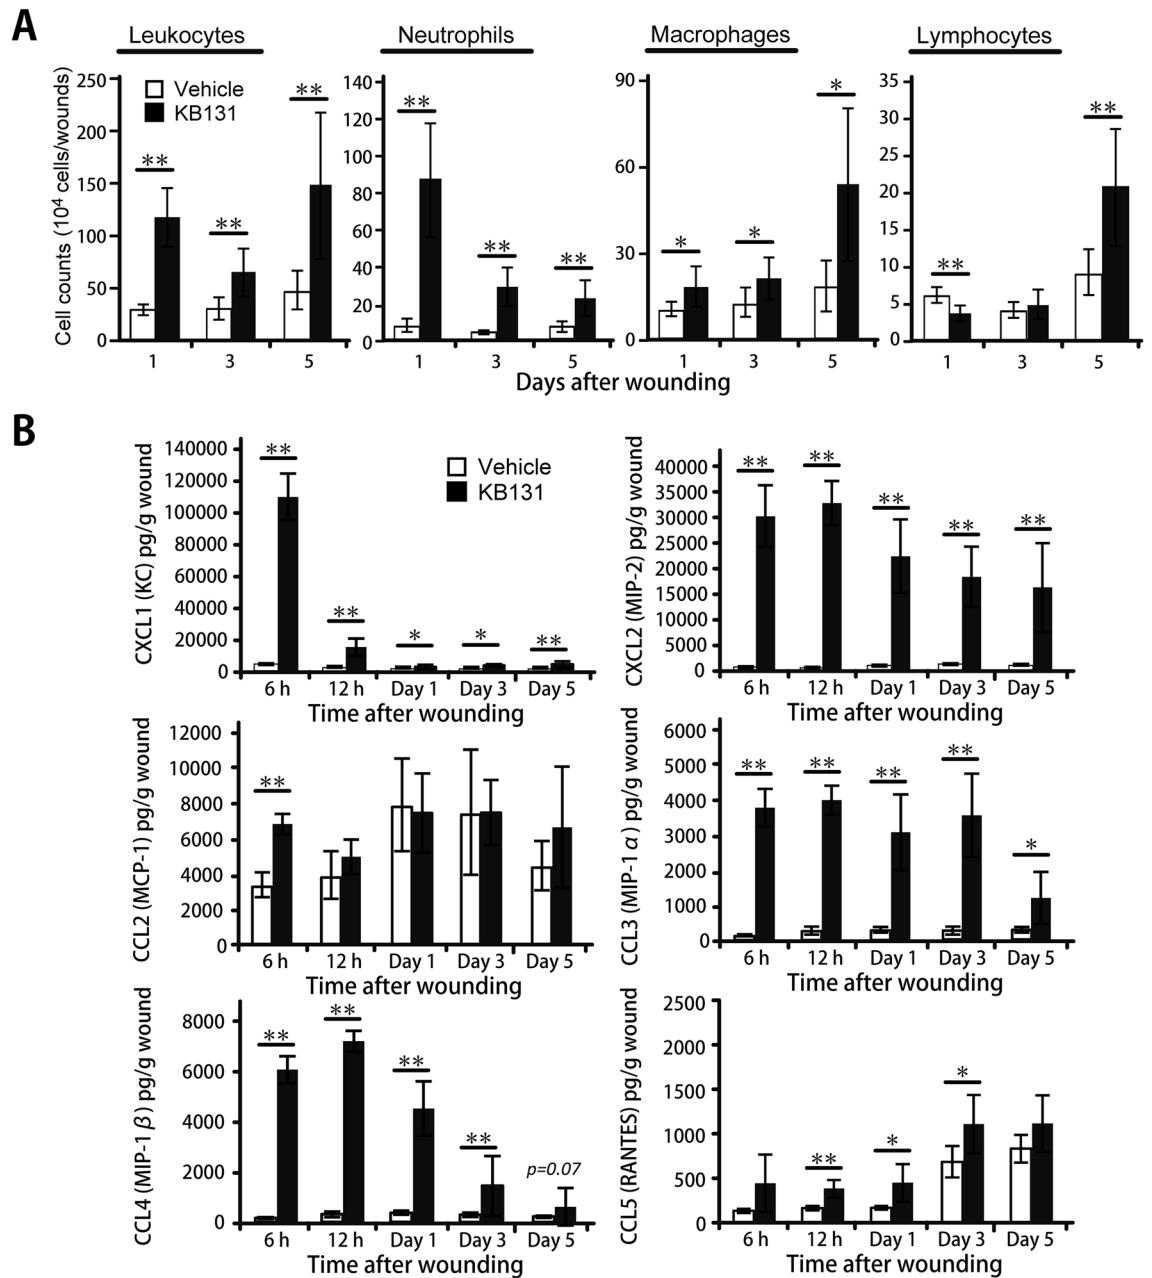 A
Leukocytes
Neutrophils
Macrophages
Lymphocytes
Cell counts (10⁴ cells/wounds)
Vehicle
KB131
250
200
150
100
50
0
** ** **
1 3 5
140
120
100
80
60
40
20
0
** ** **
1 3 5
90
60
30
0
* * *
1 3 5
35
30
25
20
15
10
5
0
** **
1 3 5
Days after wounding
B
CXCL1 (KC) pg/g wound
140000
120000
100000
80000
60000
40000
20000
0
Vehicle
KB131
** ** * * **
6 h 12 h Day 1 Day 3 Day 5
Time after wounding
CXCL2 (MIP-2) pg/g wound
40000
35000
30000
25000
20000
15000
10000
5000
0
** ** ** ** **
6 h 12 h Day 1 Day 3 Day 5
Time after wounding
CCL2 (MCP-1) pg/g wound
12000
10000
8000
6000
4000
2000
0
**
6 h 12 h Day 1 Day 3 Day 5
Time after wounding
CCL3 (MIP-1α) pg/g wound
6000
5000
4000
3000
2000
1000
0
** ** ** ** *
6 h 12 h Day 1 Day 3 Day 5
Time after wounding
CCL4 (MIP-1β) pg/g wound
8000
6000
4000
2000
0
** ** ** ** p=0.07
6 h 12 h Day 1 Day 3 Day 5
Time after wounding
CCL5 (RANTES) pg/g wound
2500
2000
1500
1000
500
0
** * *
6 h 12 h Day 1 Day 3 Day 5
Time after wounding